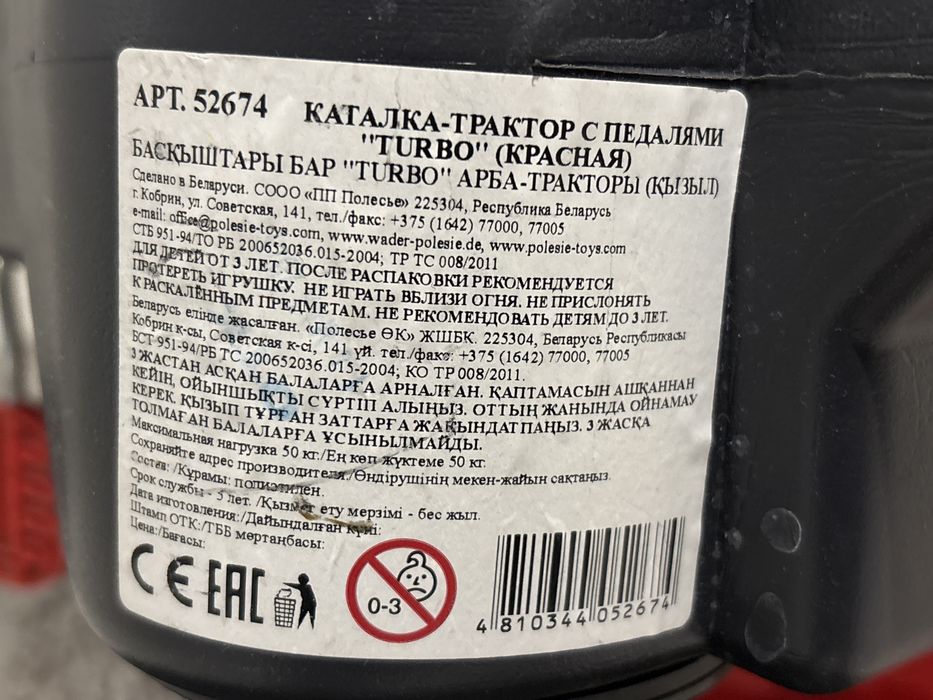 АРТ. 52674 КАТАЛКА-ТРАКТОР С ПЕДАЛЯМИ
"TURBO" (КРАСНАЯ)
БАСҚЫШТАРЫ БАР "TURBO" АРБА-ТРАКТОРЫ (ҚЫЗЫЛ)
Сделано в Беларуси. СООО «ПП Полесье» 225304, Республика Беларусь
г. Кобрин, ул. Советская, 141, тел./факс: +375 (1642) 77000, 77005
e-mail: office@polesie-toys.com, www.wader-polesie.de, www.polesie-toys.com
СТБ 951-94/ТО РБ 200652036.015-2004; ТР ТС 008/2011
ДЛЯ ДЕТЕЙ ОТ 3 ЛЕТ. ПОСЛЕ РАСПАКОВКИ РЕКОМЕНДУЕТСЯ
ПРОТЕРЕТЬ ИГРУШКУ. НЕ ИГРАТЬ ВБЛИЗИ ОГНЯ. НЕ ПРИСЛОНЯТЬ
К РАСКАЛЁННЫМ ПРЕДМЕТАМ. НЕ РЕКОМЕНДОВАТЬ ДЕТЯМ ДО 3 ЛЕТ.
Беларусь елінде жасалған. «Полесье ӨК» ЖШБК. 225304, Беларусь Республикасы
Кобрин к-сы, Советская к-сі, 141 үй. тел./факс: +375 (1642) 77000, 77005
БСТ 951-94/РБ ТС 200652036.015-2004; КО ТР 008/2011.
3 ЖАСТАН АСҚАН БАЛАЛАРҒА АРНАЛҒАН. ҚАПТАМАСЫН АШҚАННАН
КЕЙІН, ОЙЫНШЫҚТЫ СҮРТІП АЛЫҢЫЗ. ОТТЫҢ ЖАНЫНДА ОЙНАМАУ
КЕРЕК. ҚЫЗЫП ТҰРҒАН ЗАТТАРҒА ЖАҚЫНДАТПАҢЫЗ. 3 ЖАСҚА
ТОЛМАҒАН БАЛАЛАРҒА ҰСЫНЫЛМАЙДЫ.
Максимальная нагрузка 50 кг./Ең көп жүктеме 50 кг.
Сохраняйте адрес производителя./Өндірушінің мекен-жайын сақтаңыз.
Состав: /Құрамы: полиэтилен.
Срок службы - 5 лет. /Қызмет ету мерзімі - бес жыл.
Дата изготовления: /Дайындалған күні:
Штамп ОТК: /ТББ мөртаңбасы:
Цена:/Бағасы:
CE EAC
0-3
4 810344 052674